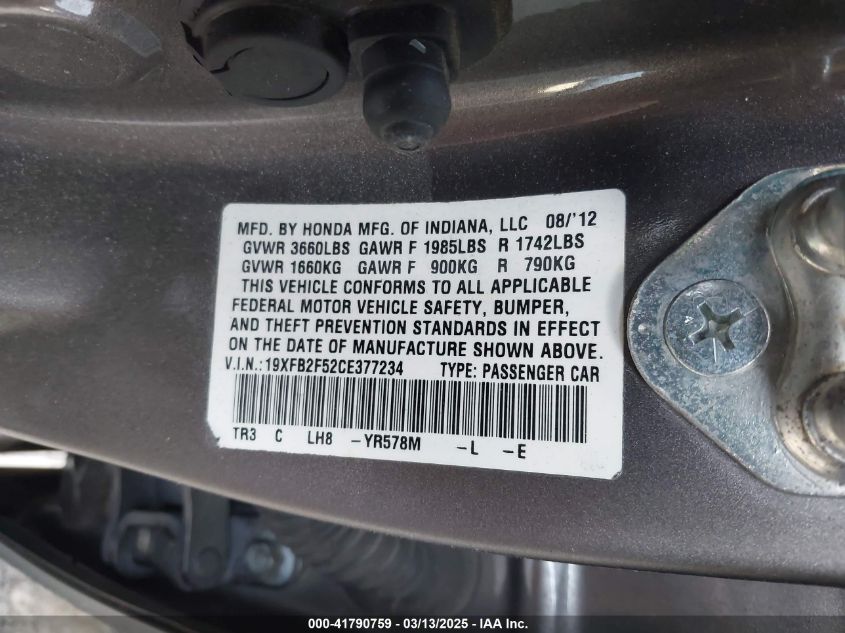 MFD. BY HONDA MFG. OF INDIANA, LLC 08/'12
GVWR 3660LBS GAWR F 1985LBS R 1742LBS
GVWR 1660KG GAWR F 900KG R 790KG
THIS VEHICLE CONFORMS TO ALL APPLICABLE
FEDERAL MOTOR VEHICLE SAFETY, BUMPER,
AND THEFT PREVENTION STANDARDS IN EFFECT
ON THE DATE OF MANUFACTURE SHOWN ABOVE.
V.I.N.: 19XFB2F52CE377234 TYPE: PASSENGER CAR
TR3 C LH8 -YR578M -L -E
000-41790759 — 03/13/2025 — IAA Inc.